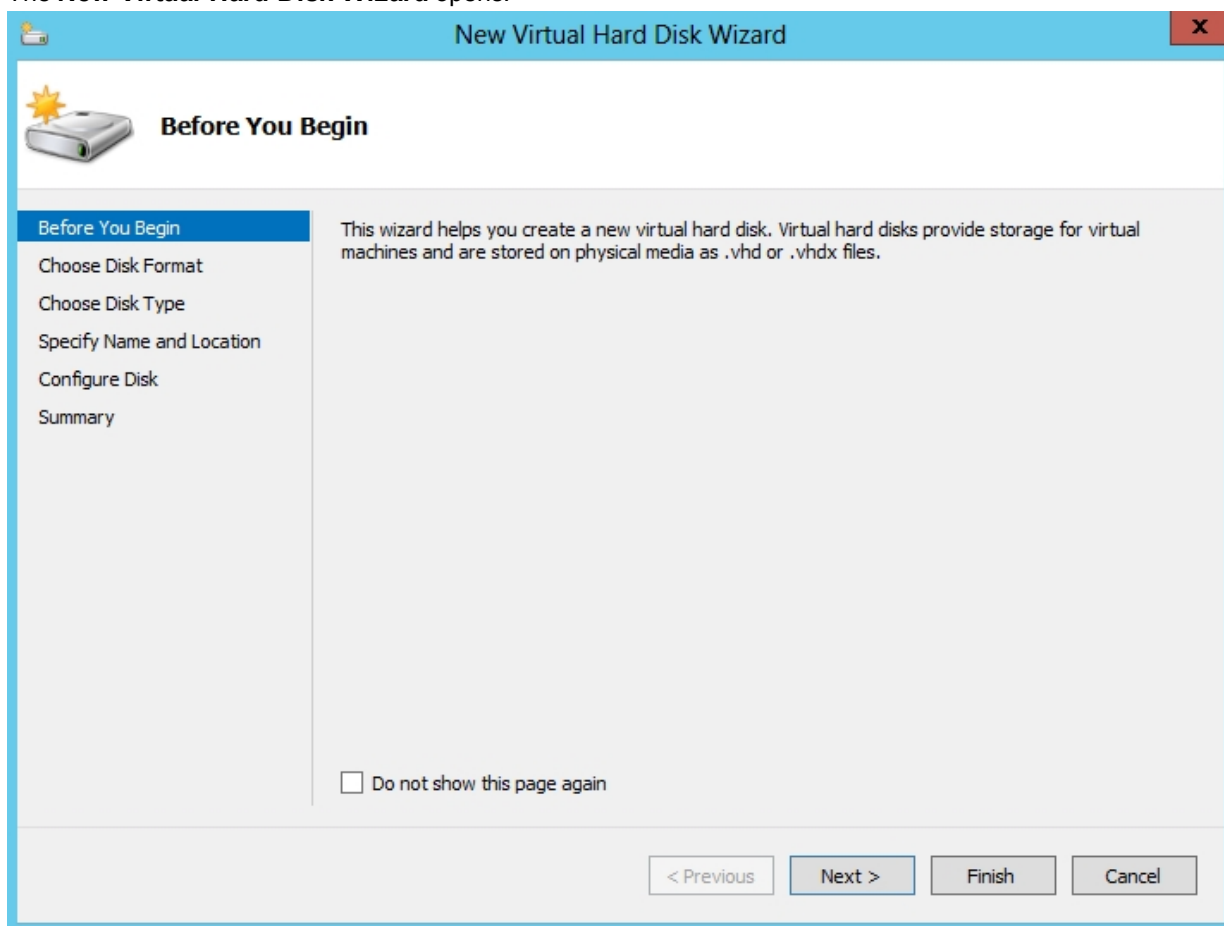 New Virtual Hard Disk Wizard
X
Before You Begin
Before You Begin
Choose Disk Format
Choose Disk Type
Specify Name and Location
Configure Disk
Summary
This wizard helps you create a new virtual hard disk. Virtual hard disks provide storage for virtual
machines and are stored on physical media as .vhd or .vhdx files.
Do not show this page again
< Previous
Next >
Finish
Cancel